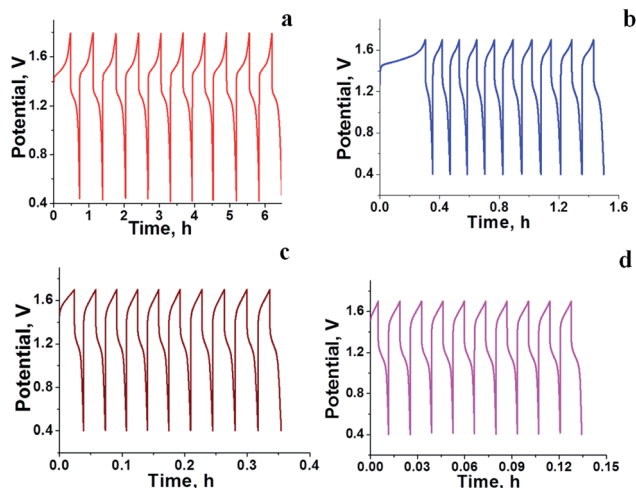 a
Potential, V
1.6
1.2
0.8
0.4
0 1 2 3 4 5 6
Time, h
b
Potential, V
1.6
1.2
0.8
0.4
0.0 0.4 0.8 1.2 1.6
Time, h
c
Potential, V
1.6
1.2
0.8
0.4
0.0 0.1 0.2 0.3 0.4
Time, h
d
Potential, V
1.6
1.2
0.8
0.4
0.00 0.03 0.06 0.09 0.12 0.15
Time, h